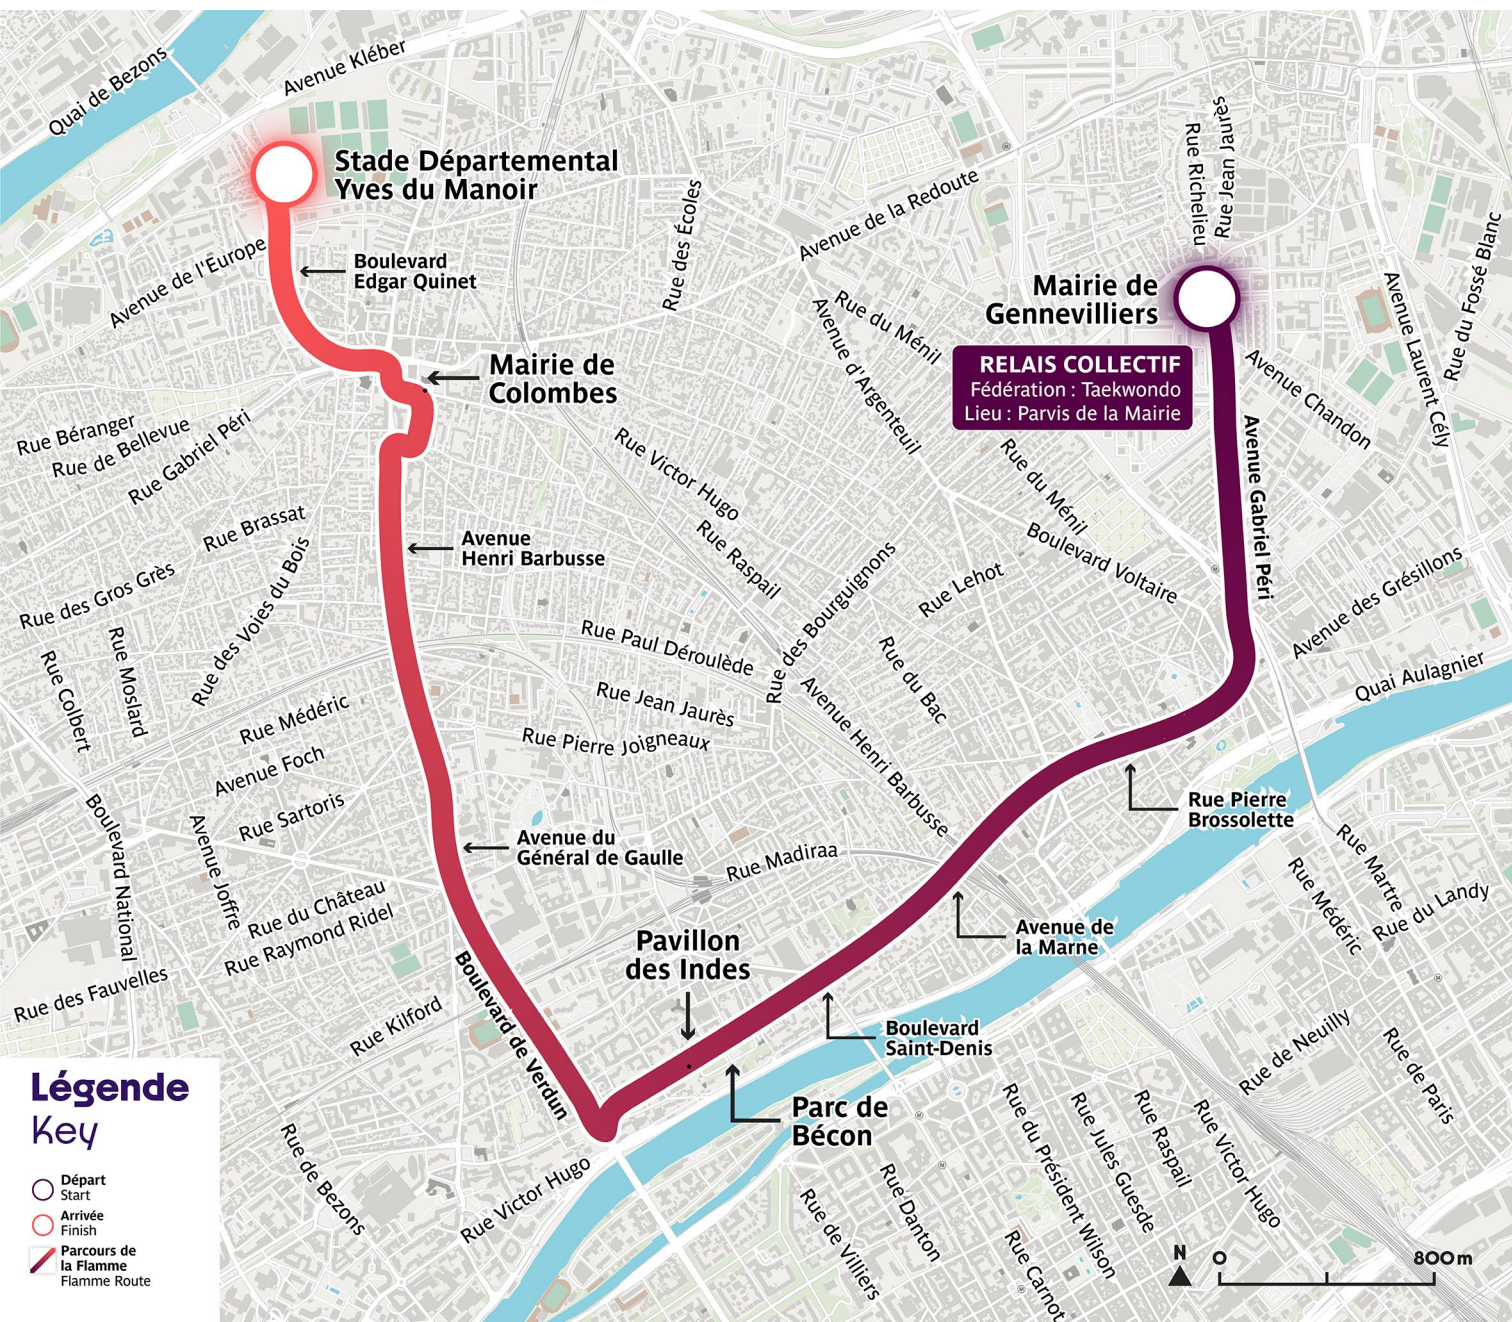 Quai de Bezons
Avenue Kléber
Stade Départemental
Yves du Manoir
Avenue de l'Europe
Boulevard
Edgar Quinet
Rue des Écoles
Avenue de la Redoute
Rue Richelieu
Rue Jean Jaurès
Mairie de
Gennevilliers
RELAIS COLLECTIF
Fédération : Taekwondo
Lieu : Parvis de la Mairie
Rue du Ménil
Avenue d'Argenteuil
Avenue Laurent Cély
Rue du Fossé Blanc
Avenue Chandon
Avenue Gabriel Péri
Mairie de
Colombes
Rue Béranger
Rue de Bellevue
Rue Gabriel Péri
Rue Victor Hugo
Rue du Ménil
Rue Brassat
Avenue
Henri Barbusse
Rue Raspail
Boulevard Voltaire
Rue des Gros Grès
Rue des Voies du Bois
Rue des Bourguignons
Rue Lehot
Avenue des Grésillons
Rue Colbert
Rue Moslard
Rue Paul Déroulède
Rue du Bac
Quai Aulagnier
Rue Médéric
Rue Jean Jaurès
Avenue Henri Barbusse
Avenue Foch
Rue Pierre Joigneaux
Rue Sartoris
Rue Pierre
Brossolette
Boulevard National
Avenue Joffre
Avenue du
Général de Gaulle
Rue Madiraa
Rue Martre
Rue Médéric
Rue du Landy
Rue du Château
Rue Raymond Ridel
Avenue de
la Marne
Pavillon
des Indes
Boulevard de Verdun
Rue des Fauvelles
Rue Kilford
Boulevard
Saint-Denis
Rue de Neuilly
Rue de Paris
Parc de
Bécon
Rue de Bezons
Rue Victor Hugo
Rue de Villiers
Rue Danton
Rue du Président Wilson
Rue Jules Guesde
Rue Raspail
Rue Victor Hugo
Rue Carnot
Légende
Key
Départ
Start
Arrivée
Finish
Parcours de
la Flamme
Flamme Route
N
0
800 m